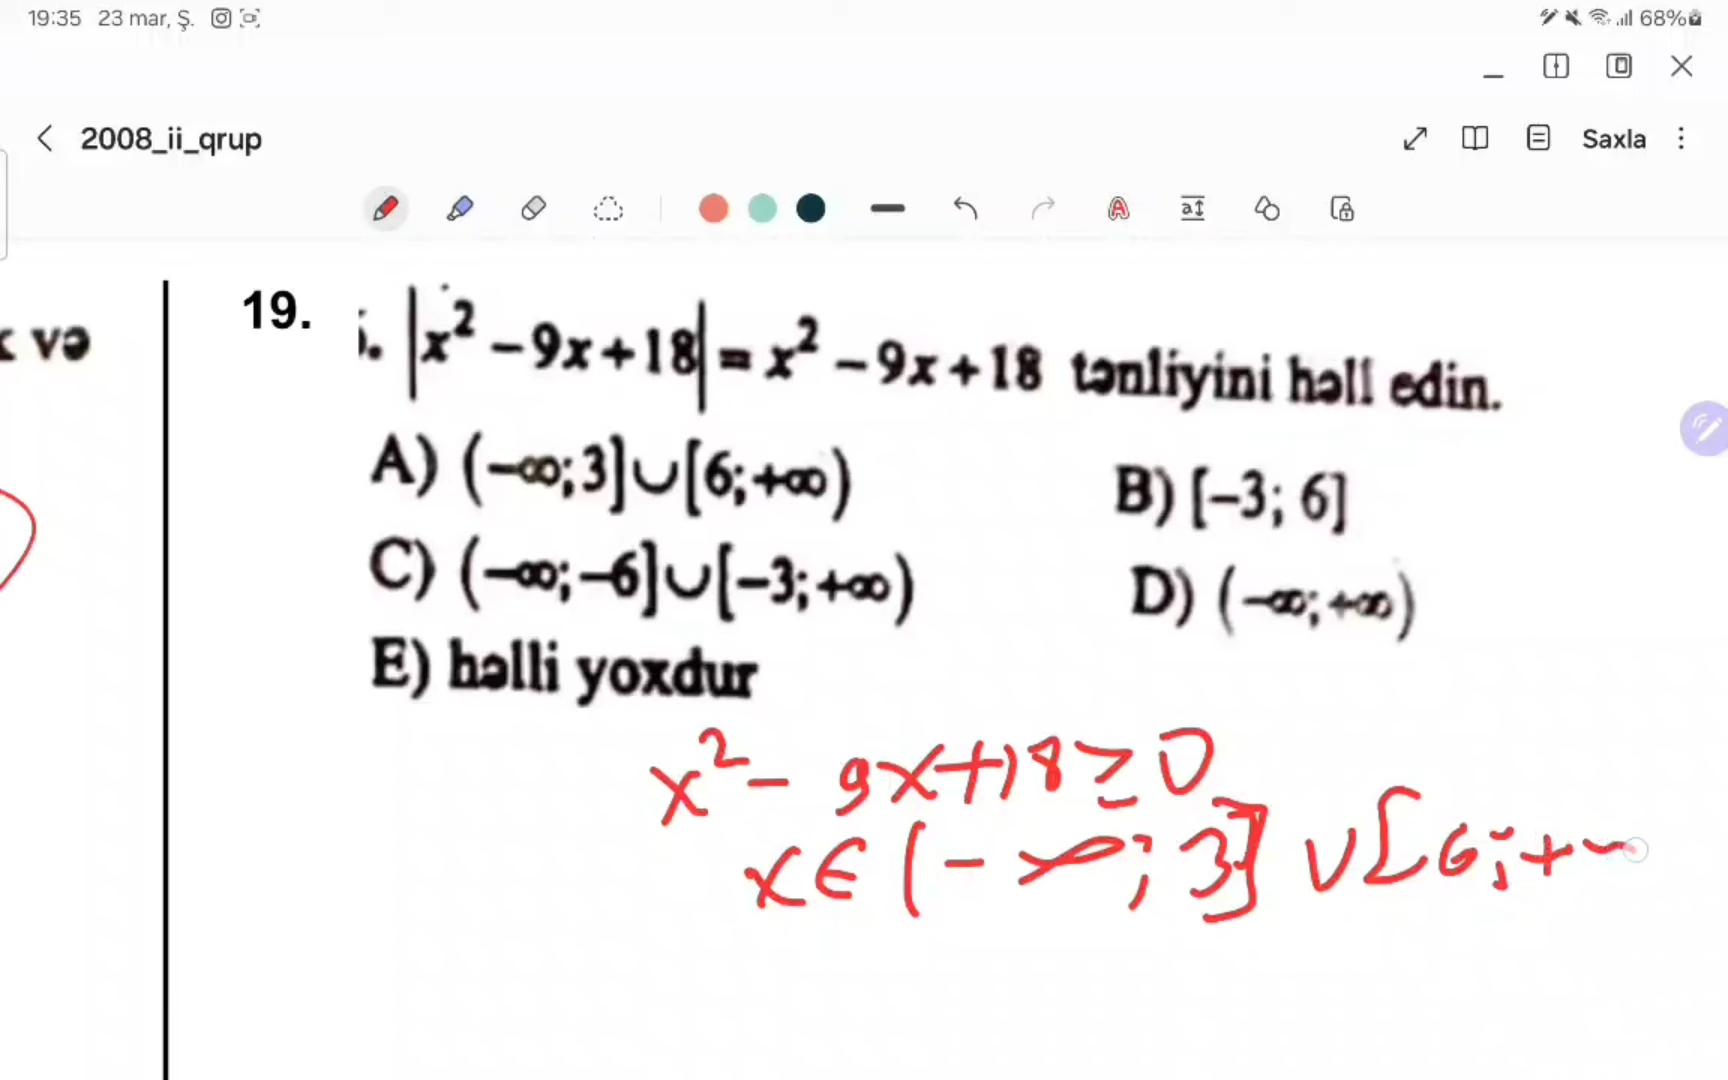 19:35 23 mar, Ş. 68%
2008_ii_qrup Saxla
və
19. |x² - 9x + 18| = x² - 9x + 18 tənliyini həll edin.
A) (-∞; 3]∪[6; +∞) B) [-3; 6]
C) (-∞; -6]∪[-3; +∞) D) (-∞; +∞)
E) həlli yoxdur
x² - 9x+18 ≥ 0
x∈ (-∞; 3] ∪ [6; +